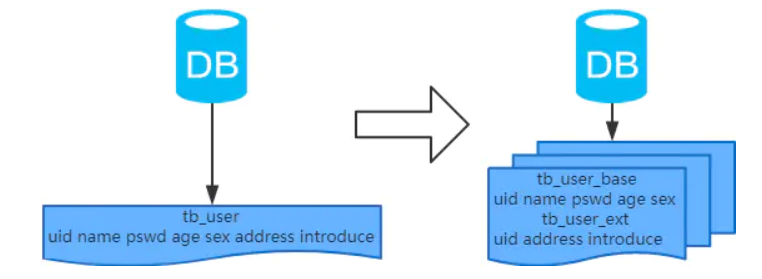 DB
tb_user
uid name pswd age sex address introduce
DB
tb_user_base
uid name pswd age sex
tb_user_ext
uid address introduce